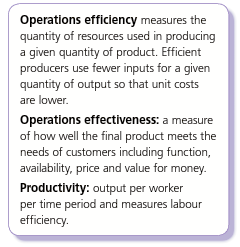 Operations efficiency measures the
quantity of resources used in producing
a given quantity of product. Efficient
producers use fewer inputs for a given
quantity of output so that unit costs
are lower.
Operations effectiveness: a measure
of how well the final product meets the
needs of customers including function,
availability, price and value for money.
Productivity: output per worker
per time period and measures labour
efficiency.